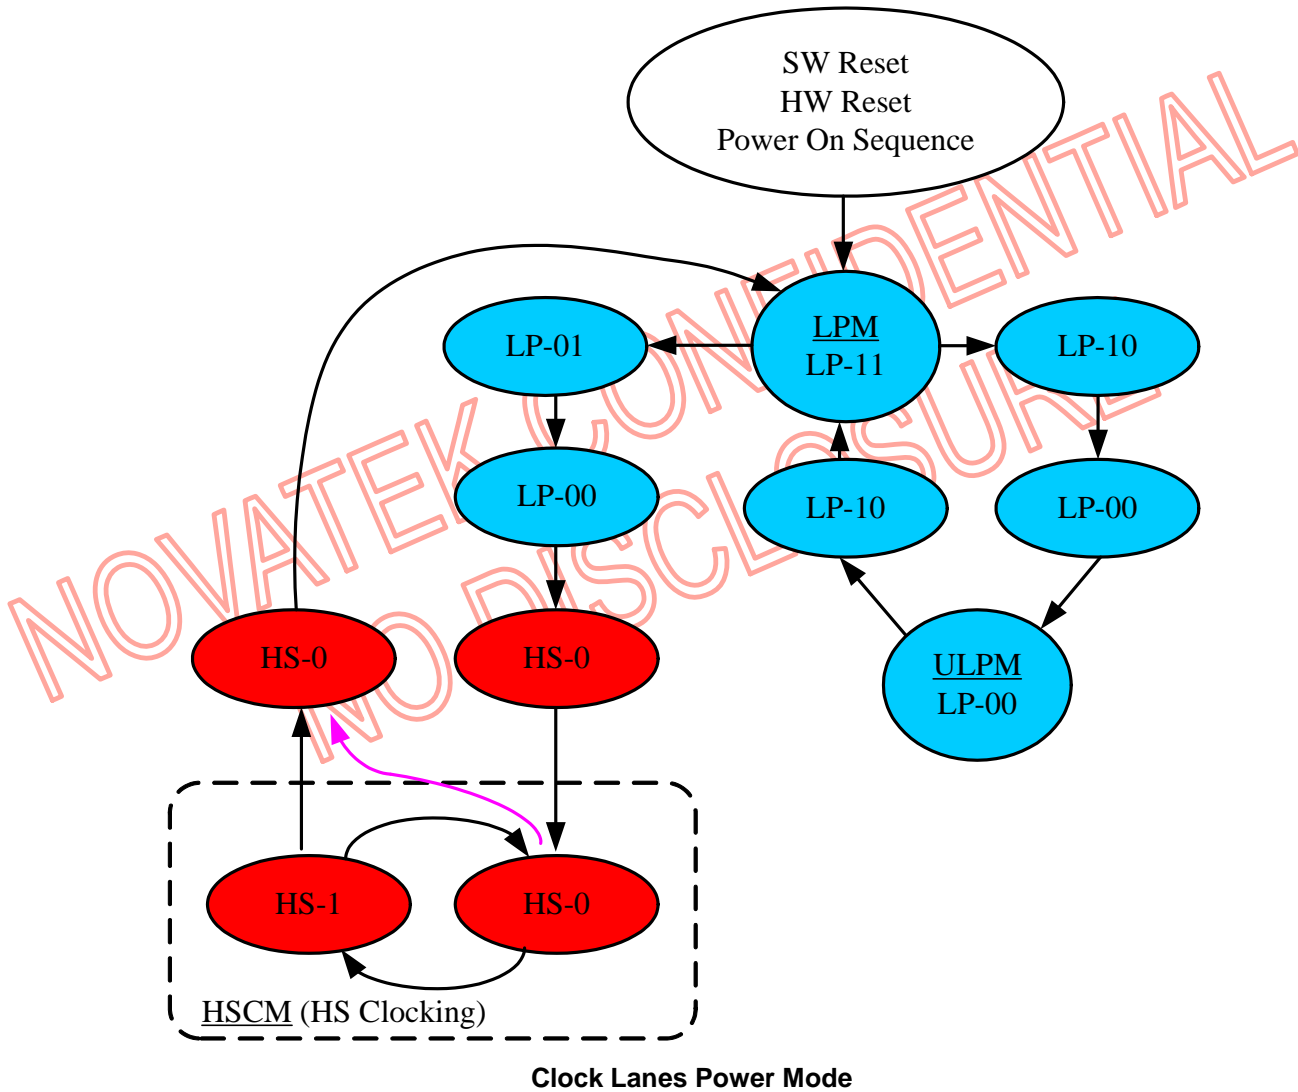 SW Reset
HW Reset
Power On Sequence
NOVATEK CONFIDENTIAL
NO DISCLOSURE
LP-01
LPM
LP-11
LP-10
LP-00
LP-10
LP-00
HS-0
HS-0
ULPM
LP-00
HS-1
HS-0
HSCM (HS Clocking)
Clock Lanes Power Mode